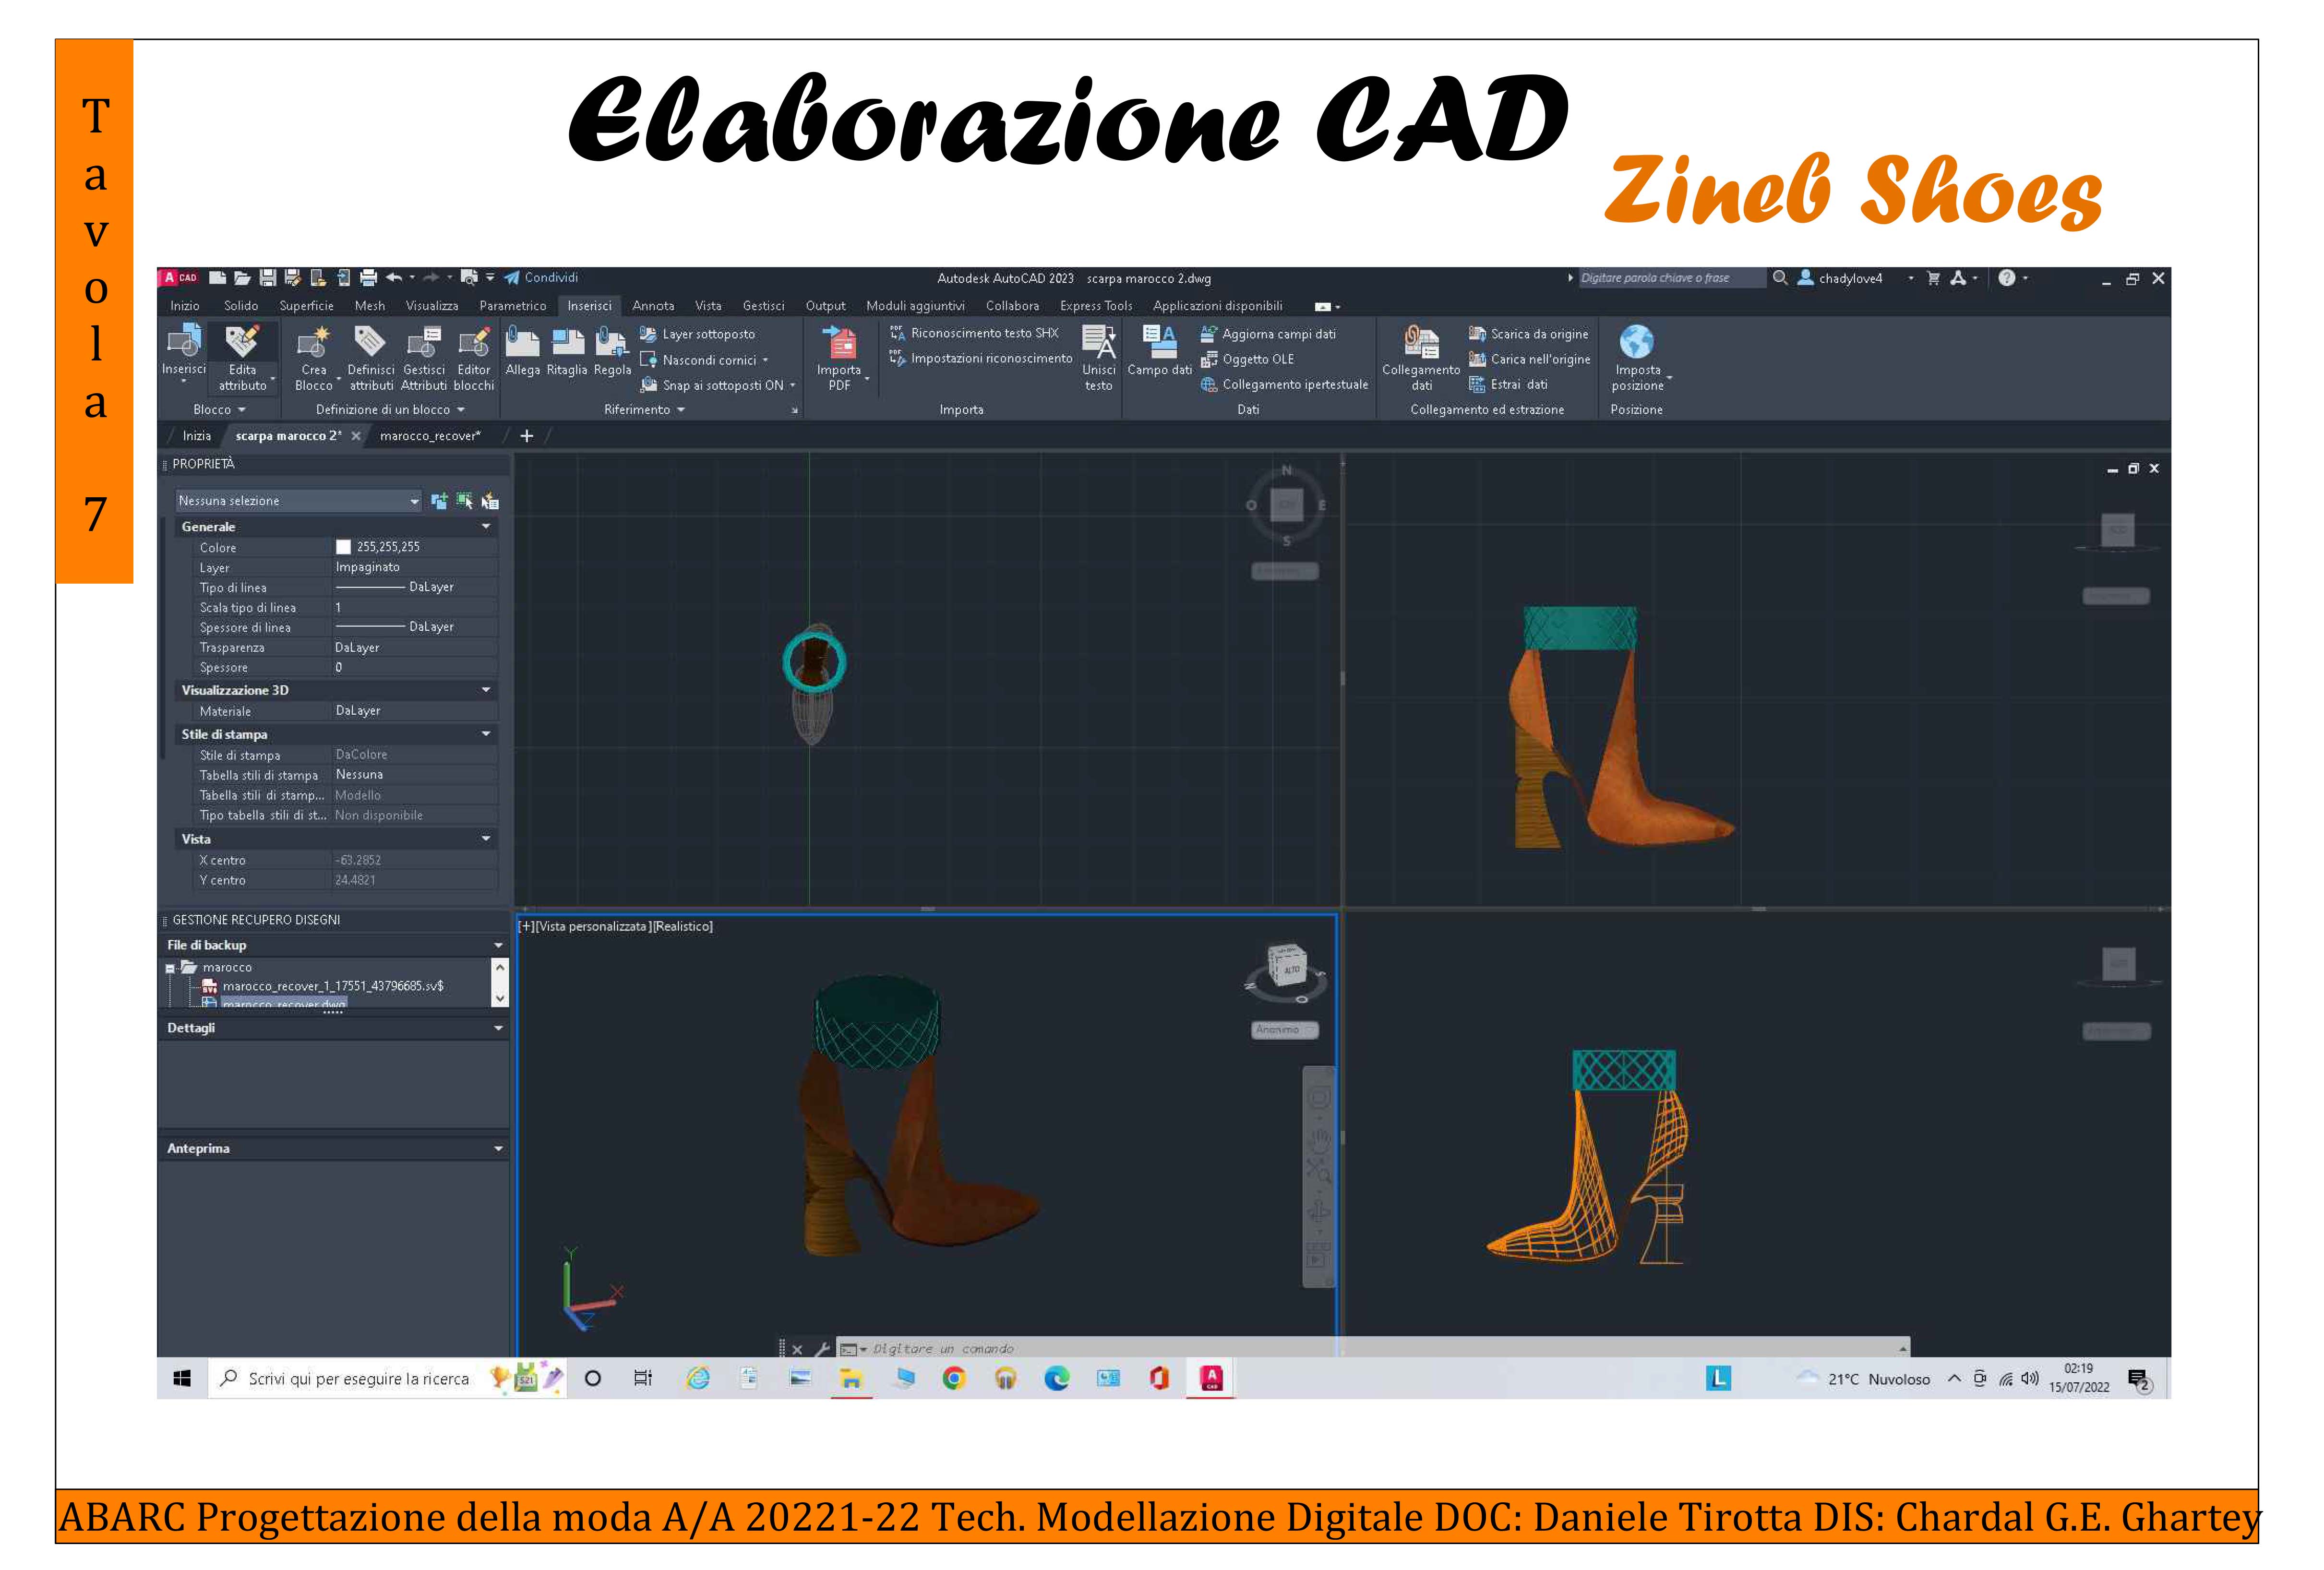 Tavola 7
Elaborazione CAD
Zineb Shoes
A CAD Condividi Autodesk AutoCAD 2023 scarpa marocco 2.dwg Digitare parola chiave o frase chadylove4
Inizio Solido Superficie Mesh Visualizza Parametrico Inserisci Annota Vista Gestisci Output Moduli aggiuntivi Collabora Express Tools Applicazioni disponibili
Inserisci
Edita attributo
Crea Blocco
Definisci attributi
Gestisci Attributi
Editor blocchi
Allega Ritaglia Regola
Layer sottoposto
Nascondi cornici
Snap ai sottoposti ON
Importa PDF
Riconoscimento testo SHX
Impostazioni riconoscimento
Unisci testo
Campo dati
Aggiorna campi dati
Oggetto OLE
Collegamento ipertestuale
Collegamento dati
Scarica da origine
Carica nell'origine
Estrai dati
Imposta posizione
Blocco Definizione di un blocco Riferimento Importa Dati Collegamento ed estrazione Posizione
Inizia scarpa marocco 2* marocco_recover*
PROPRIETÀ
Nessuna selezione
Generale
Colore 255,255,255
Layer Impaginato
Tipo di linea DaLayer
Scala tipo di linea 1
Spessore di linea DaLayer
Trasparenza DaLayer
Spessore 0
Visualizzazione 3D
Materiale DaLayer
Stile di stampa
Stile di stampa DaColore
Tabella stili di stampa Nessuna
Tabella stili di stamp... Modello
Tipo tabella stili di st... Non disponibile
Vista
X centro -63.2852
Y centro 24.4821
N
O E
S
GESTIONE RECUPERO DISEGNI
File di backup
marocco
marocco_recover_1_17551_43796685.sv$
marocco_recover.dwg
Dettagli
Anteprima
[+][Vista personalizzata][Realistico]
ALTO
N O S
Anonimo
Y
X
Z
Digitare un comando
Scrivi qui per eseguire la ricerca
L
21°C Nuvoloso
02:19
15/07/2022
2
ABARC Progettazione della moda A/A 20221-22 Tech. Modellazione Digitale DOC: Daniele Tirotta DIS: Chardal G.E. Ghartey